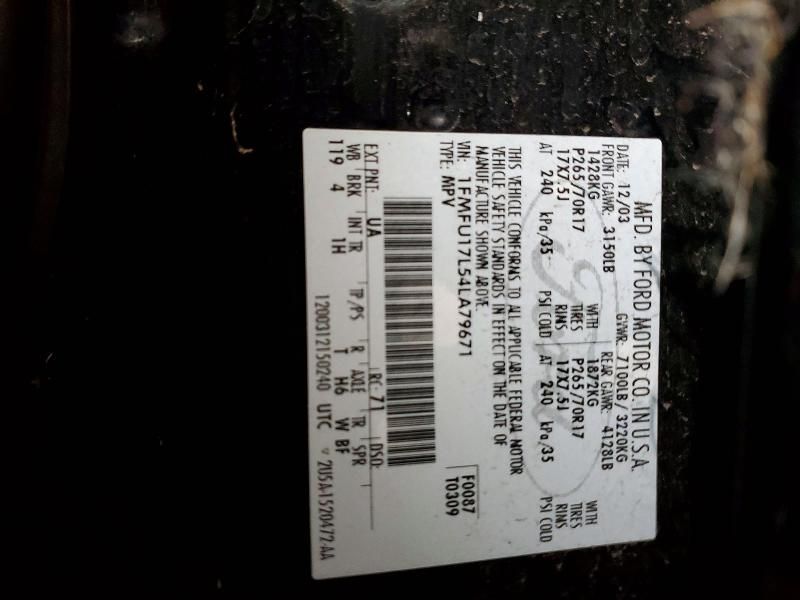 MFD. BY FORD MOTOR CO. IN U.S.A.
DATE: 12/03 GVWR: 7100LB/ 3220KG
FRONT GAWR: 3150LB REAR GAWR: 4128LB
1428KG WITH 1872KG WITH
P265/70R17 TIRES P265/70R17 TIRES
17X7.5J RIMS 17X7.5J RIMS
AT 240 kPa/35 PSI COLD AT 240 kPa/35 PSI COLD
THIS VEHICLE CONFORMS TO ALL APPLICABLE FEDERAL MOTOR
VEHICLE SAFETY STANDARDS IN EFFECT ON THE DATE OF
MANUFACTURE SHOWN ABOVE.
VIN: 1FMFU17L54LA79671 F0087
TYPE: MPV T0309
EXT PNT: UA RC: 71 DSO:
WB BRK INT TR TP/PS R AXLE TR SPR
119 4 1H T H6 W BF
1200312150240 UTC 2U5A-1520472-AA